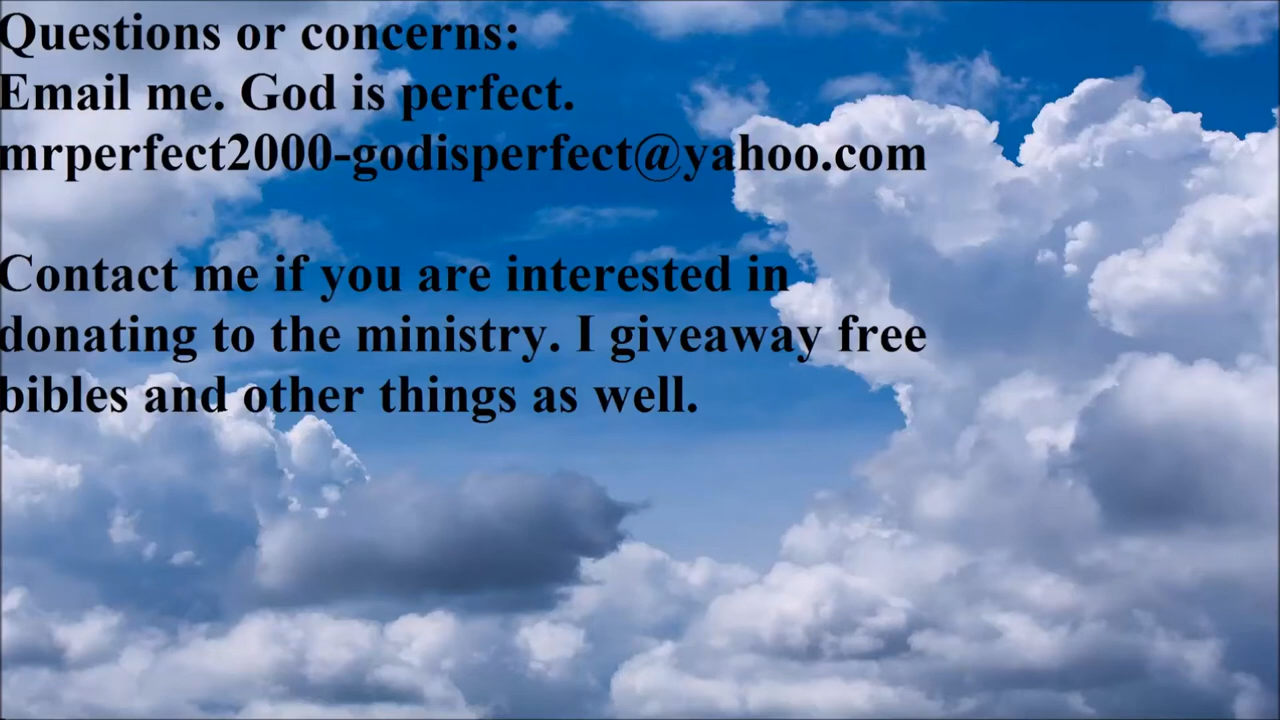 Questions or concerns:
Email me. God is perfect.
mrperfect2000-godisperfect@yahoo.com
Contact me if you are interested in
donating to the ministry. I giveaway free
bibles and other things as well.